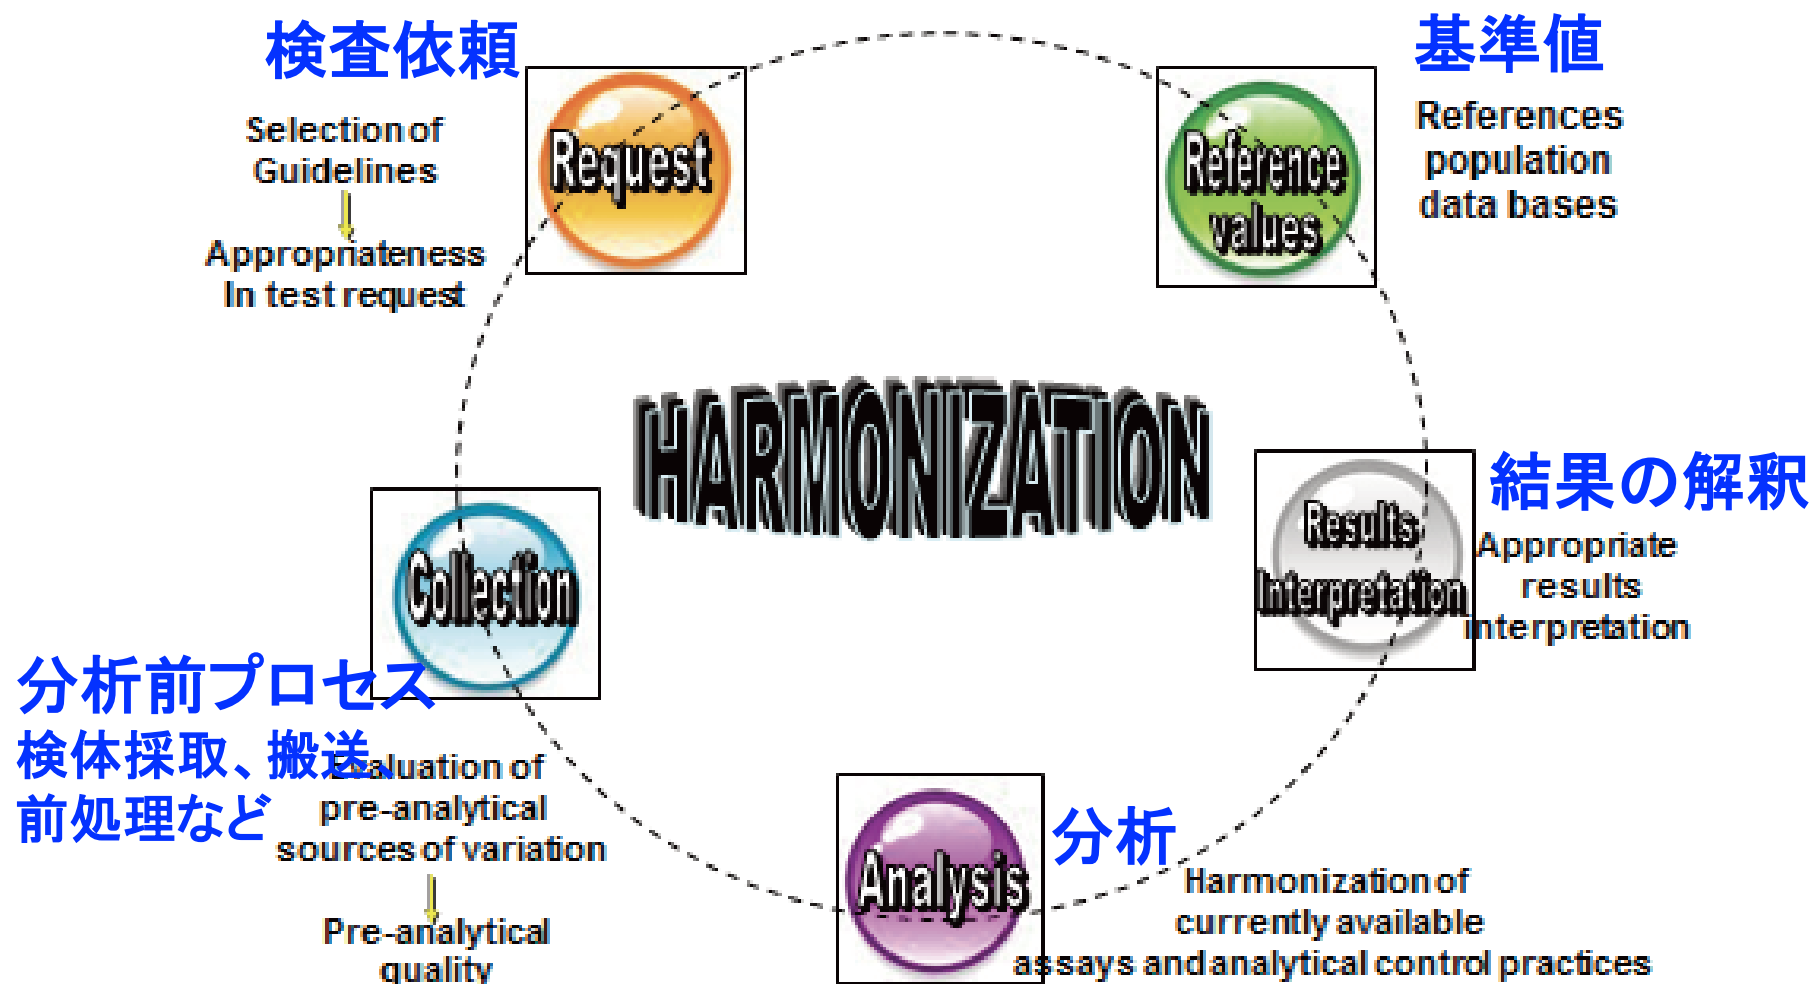 検査依頼
Selection of
Guidelines
Appropriateness
In test request
Request
基準値
References
population
data bases
Reference
values
HARMONIZATION
結果の解釈
Appropriate
results
interpretation
Results
Interpretation
Collection
分析前プロセス
検体採取、搬送、
前処理など
Evaluation of
pre-analytical
sources of variation
Pre-analytical
quality
分析
Analysis
Harmonization of
currently available
assays and analytical control practices